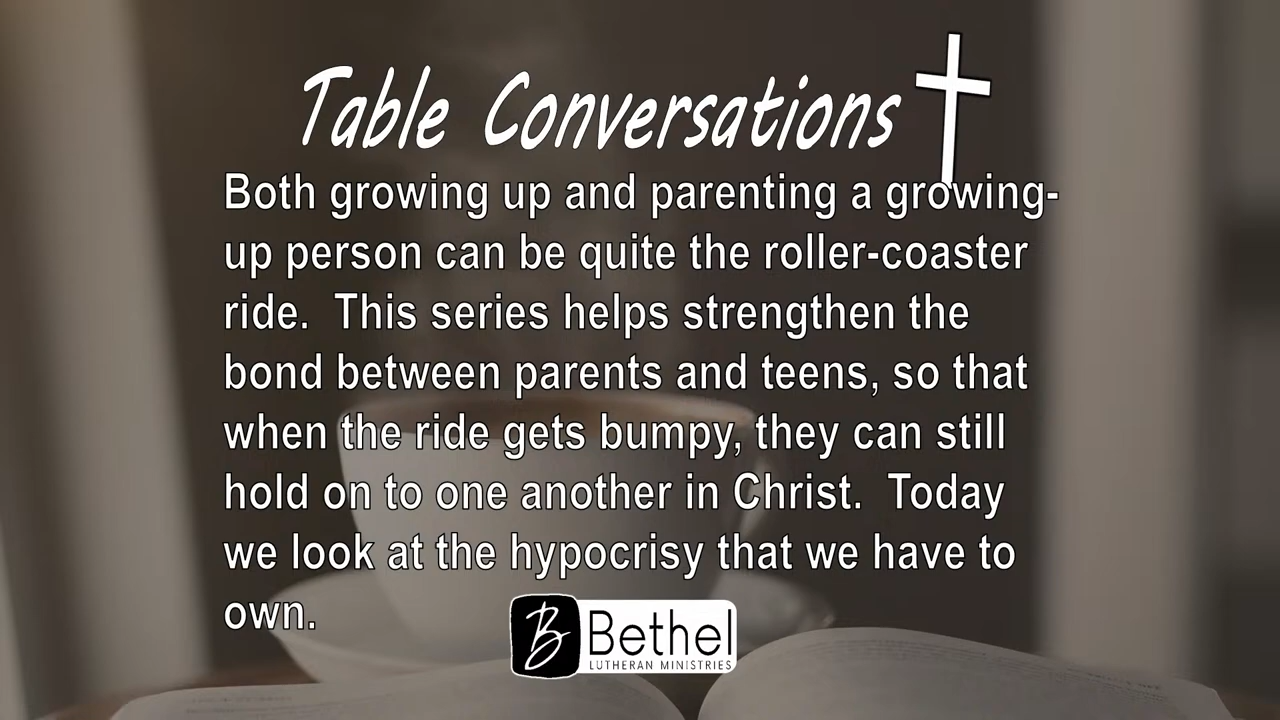 Table Conversations
Both growing up and parenting a growing-
up person can be quite the roller-coaster
ride.  This series helps strengthen the
bond between parents and teens, so that
when the ride gets bumpy, they can still
hold on to one another in Christ.  Today
we look at the hypocrisy that we have to
own.
B Bethel
LUTHERAN MINISTRIES